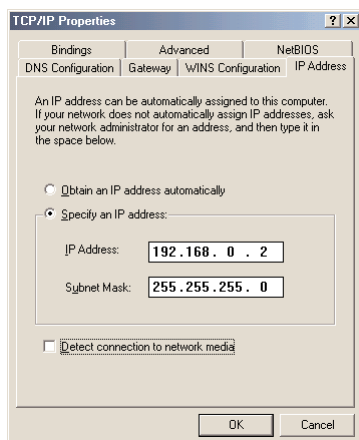 TCP/IP Properties
Bindings Advanced NetBIOS
DNS Configuration Gateway WINS Configuration IP Address
An IP address can be automatically assigned to this computer.
If your network does not automatically assign IP addresses, ask
your network administrator for an address, and then type it in
the space below.
Obtain an IP address automatically
Specify an IP address:
IP Address: 192.168. 0 . 2
Subnet Mask: 255.255.255. 0
Detect connection to network media
OK Cancel